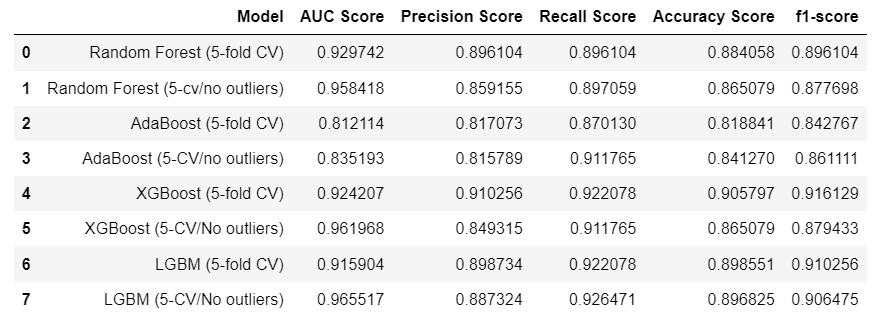 Model AUC Score Precision Score Recall Score Accuracy Score f1-score
0 Random Forest (5-fold CV) 0.929742 0.896104 0.896104 0.884058 0.896104
1 Random Forest (5-cv/no outliers) 0.958418 0.859155 0.897059 0.865079 0.877698
2 AdaBoost (5-fold CV) 0.812114 0.817073 0.870130 0.818841 0.842767
3 AdaBoost (5-CV/no outliers) 0.835193 0.815789 0.911765 0.841270 0.861111
4 XGBoost (5-fold CV) 0.924207 0.910256 0.922078 0.905797 0.916129
5 XGBoost (5-CV/No outliers) 0.961968 0.849315 0.911765 0.865079 0.879433
6 LGBM (5-fold CV) 0.915904 0.898734 0.922078 0.898551 0.910256
7 LGBM (5-CV/No outliers) 0.965517 0.887324 0.926471 0.896825 0.906475